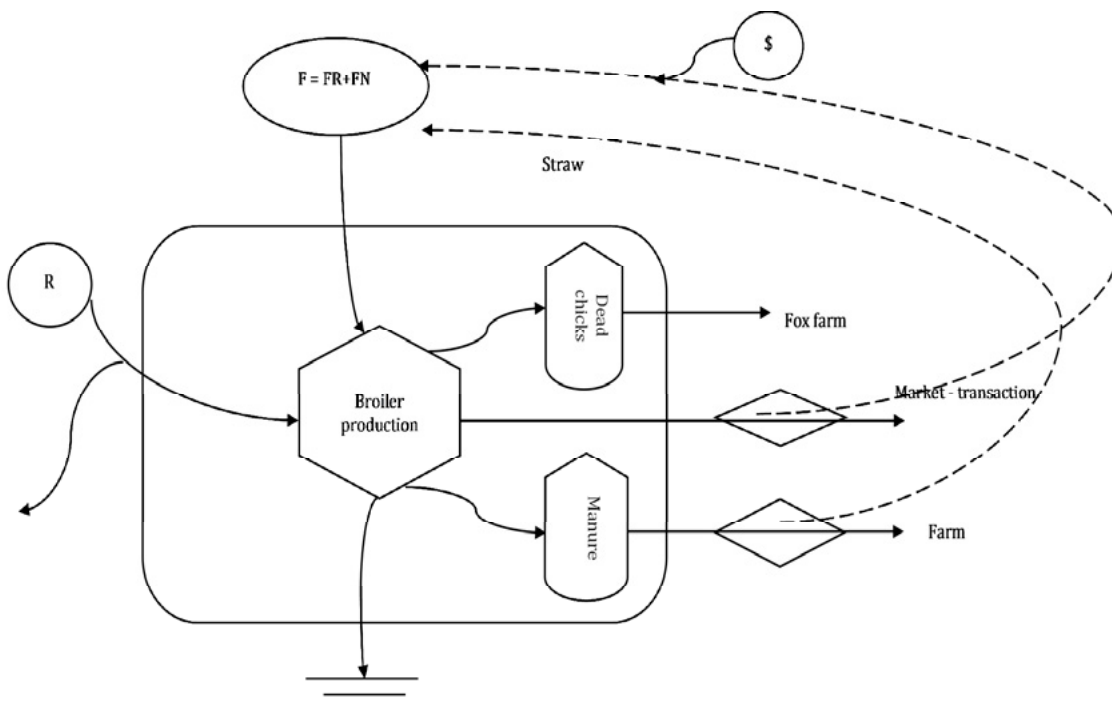 $
F = FR+FN
Straw
R
Dead
chicks
Fox farm
Broiler
production
Market - transaction
Manure
Farm